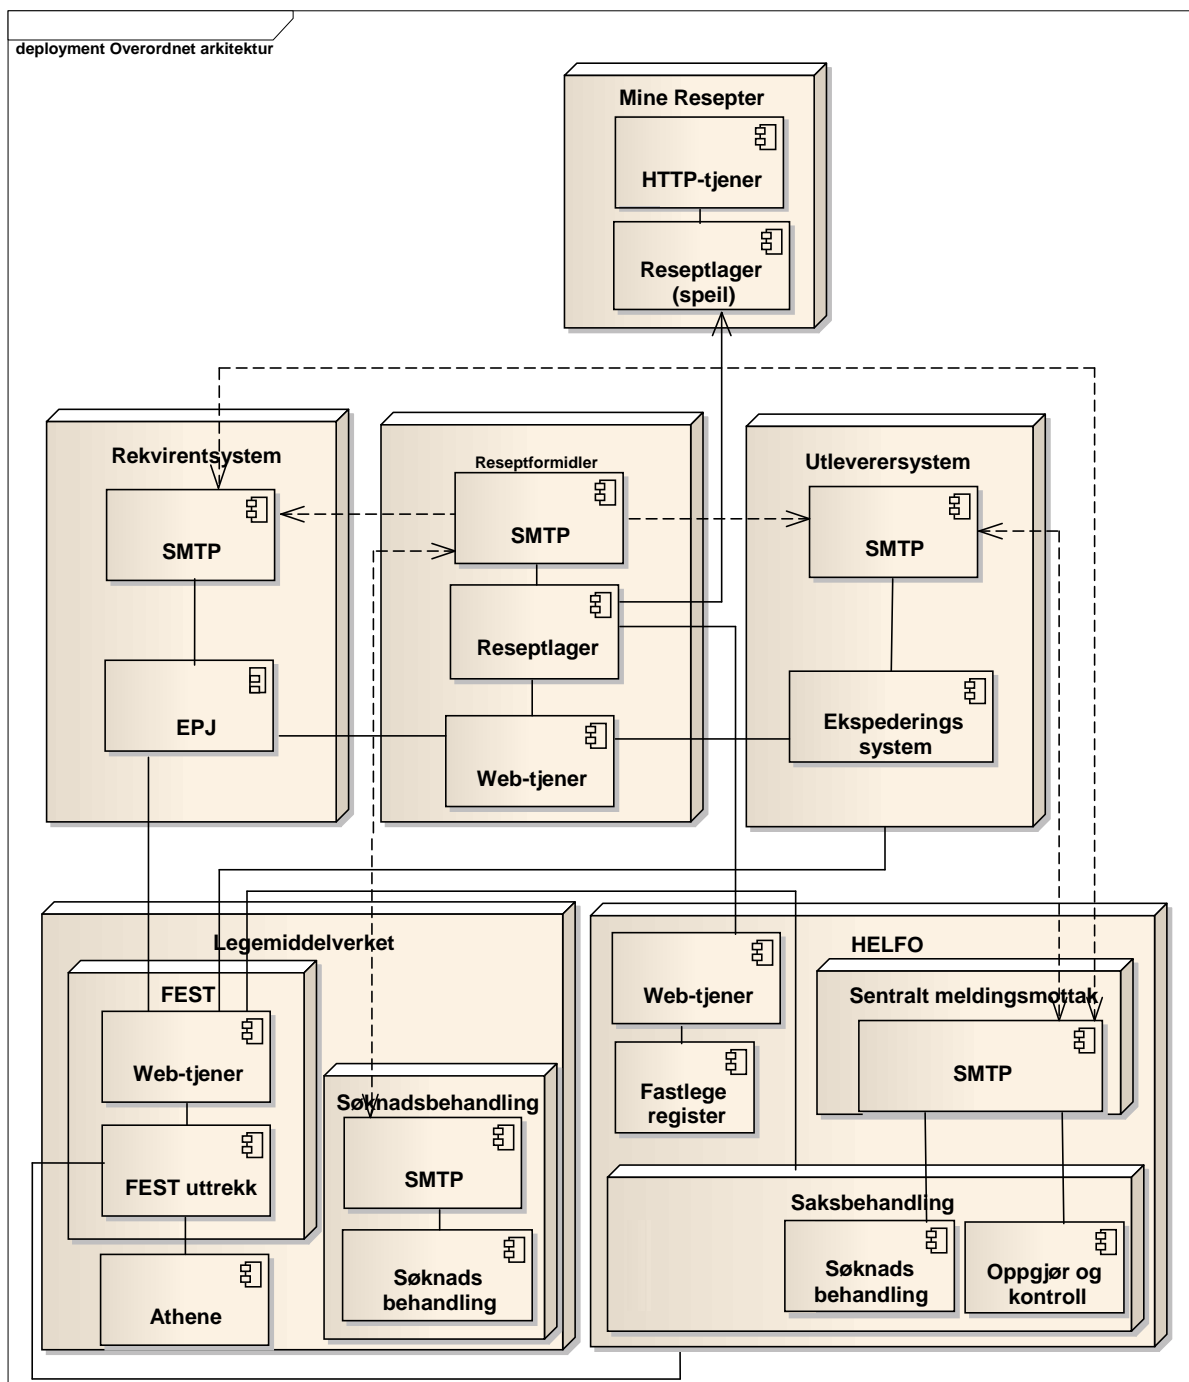 deployment Overordnet arkitektur
Mine Resepter
HTTP-tjener
Reseptlager
(speil)
Rekvirentsystem
SMTP
EPJ
Reseptformidler
SMTP
Reseptlager
Web-tjener
Utleverersystem
SMTP
Ekspederings
system
Legemiddelverket
FEST
Web-tjener
FEST uttrekk
Athene
Søknadsbehandling
SMTP
Søknads
behandling
HELFO
Web-tjener
Fastlege
register
Sentralt meldingsmottak
SMTP
Saksbehandling
Søknads
behandling
Oppgjør og
kontroll